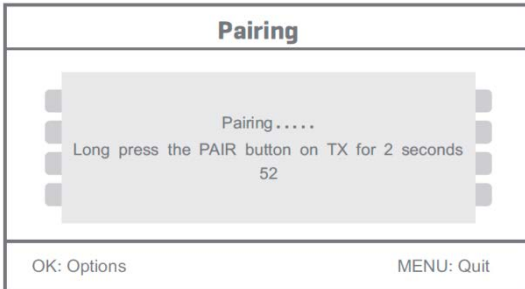 Pairing
Pairing.....
Long press the PAIR button on TX for 2 seconds
52
OK: Options
MENU: Quit